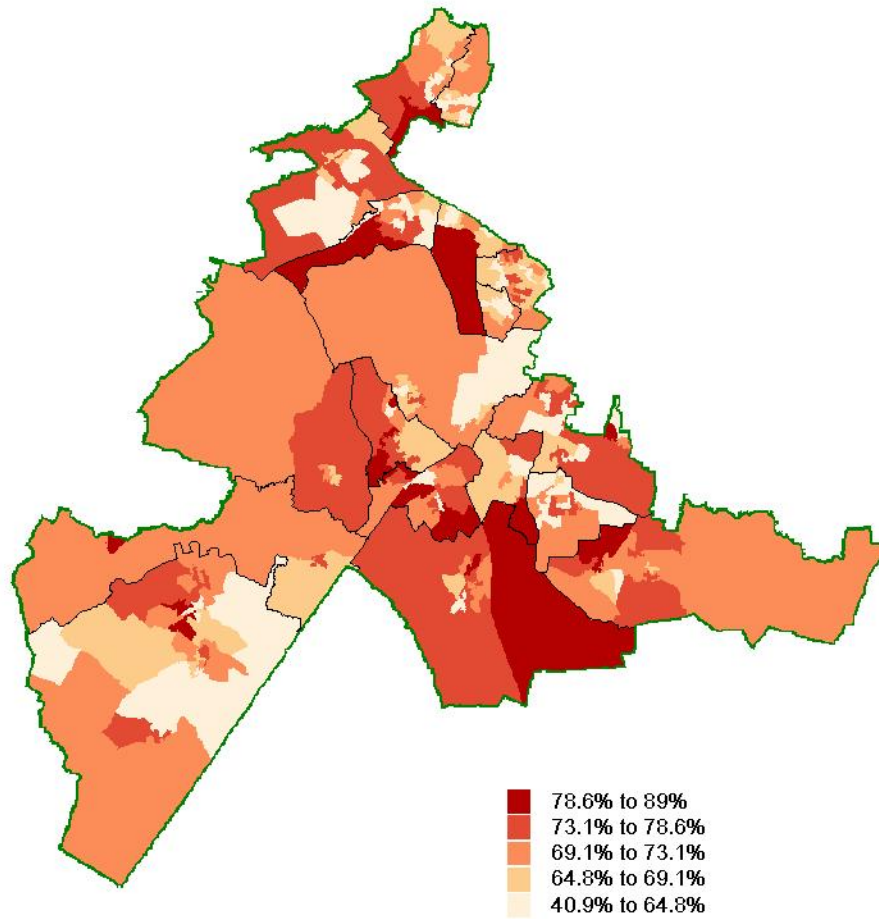 78.6% to 89%
73.1% to 78.6%
69.1% to 73.1%
64.8% to 69.1%
40.9% to 64.8%